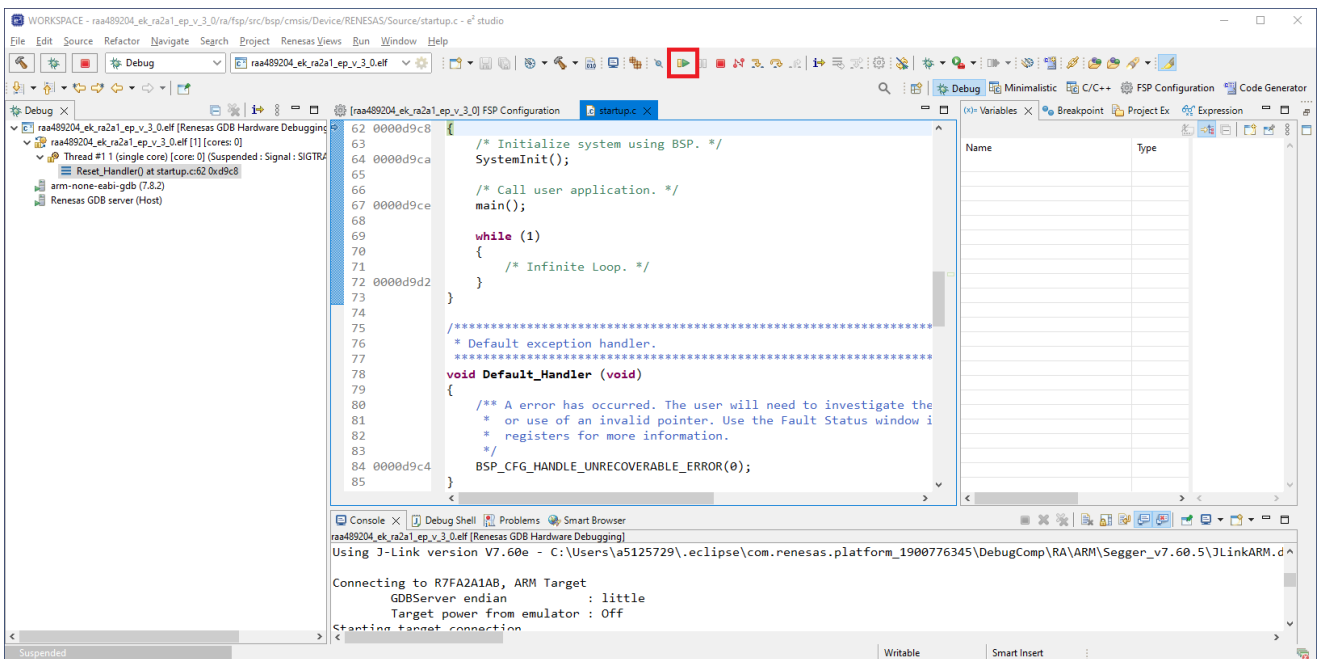 WORKSPACE - raa489204_ek_ra2a1_ep_v_3_0/ra/fsp/src/bsp/cmsis/Device/RENESAS/Source/startup.c - e² studio
File Edit Source Refactor Navigate Search Project Renesas Views Run Window Help
Debug raa489204_ek_ra2a1_ep_v_3_0.elf
Debug Minimalistic C/C++ FSP Configuration Code Generator
Debug
raa489204_ek_ra2a1_ep_v_3_0.elf [Renesas GDB Hardware Debugging
raa489204_ek_ra2a1_ep_v_3_0.elf [1] [cores: 0]
Thread #1 1 (single core) [core: 0] (Suspended : Signal : SIGTRA
Reset_Handler() at startup.c:62 0xd9c8
arm-none-eabi-gdb (7.8.2)
Renesas GDB server (Host)
[raa489204_ek_ra2a1_ep_v_3_0] FSP Configuration startup.c
62 0000d9c8 {
63 /* Initialize system using BSP. */
64 0000d9ca SystemInit();
65
66 /* Call user application. */
67 0000d9ce main();
68
69 while (1)
70 {
71 /* Infinite Loop. */
72 0000d9d2 }
73 }
74
75 /*****************************************************************
76 * Default exception handler.
77 *****************************************************************
78 void Default_Handler (void)
79 {
80 /** A error has occurred. The user will need to investigate the
81 * or use of an invalid pointer. Use the Fault Status window i
82 * registers for more information.
83 */
84 0000d9c4 BSP_CFG_HANDLE_UNRECOVERABLE_ERROR(0);
85 }
(x)= Variables Breakpoint Project Ex Expression
Name Type
Console Debug Shell Problems Smart Browser
raa489204_ek_ra2a1_ep_v_3_0.elf [Renesas GDB Hardware Debugging]
Using J-Link version V7.60e - C:\Users\a5125729\.eclipse\com.renesas.platform_1900776345\DebugComp\RA\ARM\Segger_v7.60.5\JLinkARM.d
Connecting to R7FA2A1AB, ARM Target
GDBServer endian : little
Target power from emulator : Off
Starting target connection
Suspended Writable Smart Insert